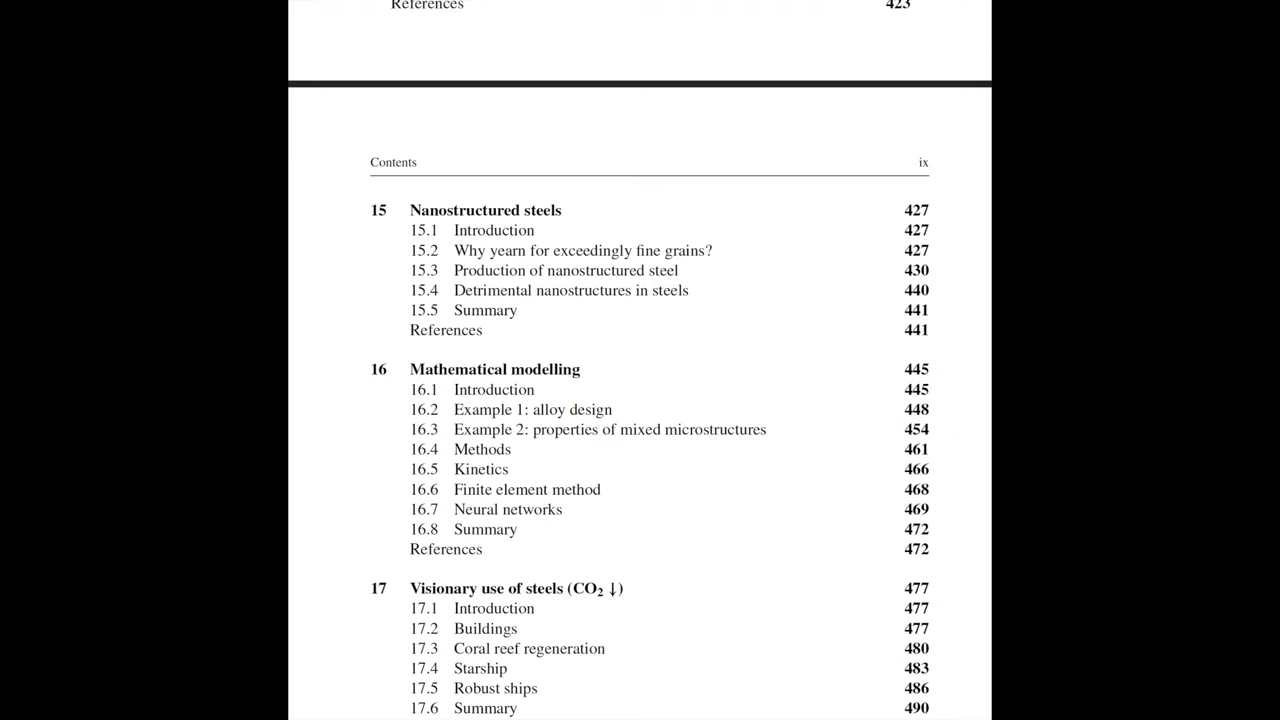 References 423
Contents ix
15 Nanostructured steels 427
15.1 Introduction 427
15.2 Why yearn for exceedingly fine grains? 427
15.3 Production of nanostructured steel 430
15.4 Detrimental nanostructures in steels 440
15.5 Summary 441
References 441
16 Mathematical modelling 445
16.1 Introduction 445
16.2 Example 1: alloy design 448
16.3 Example 2: properties of mixed microstructures 454
16.4 Methods 461
16.5 Kinetics 466
16.6 Finite element method 468
16.7 Neural networks 469
16.8 Summary 472
References 472
17 Visionary use of steels (CO₂ ↓) 477
17.1 Introduction 477
17.2 Buildings 477
17.3 Coral reef regeneration 480
17.4 Starship 483
17.5 Robust ships 486
17.6 Summary 490